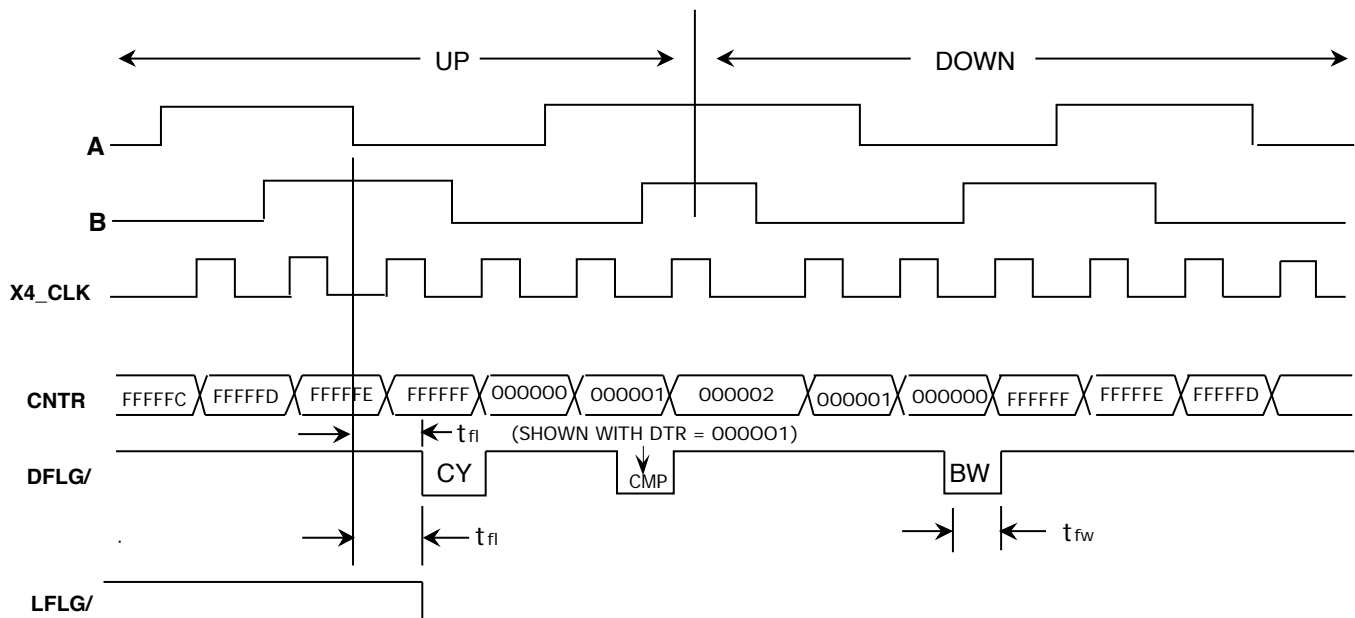 UP DOWN
A
B
X4_CLK
CNTR FFFFFC FFFFFD FFFFFE FFFFFF 000000 000001 000002 000001 000000 FFFFFF FFFFFE FFFFFD
tfl (SHOWN WITH DTR = 000001)
DFLG/ CY CMP BW
tfl tfw
LFLG/